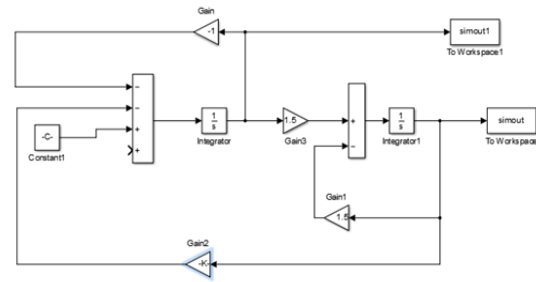 Gain
-1
simout1
To Workspace1
-C-
Constant1
−
−
+
+
1
s
Integrator
1.5
Gain3
+
−
1
s
Integrator1
simout
To Workspace
Gain1
1.5
Gain2
-K-